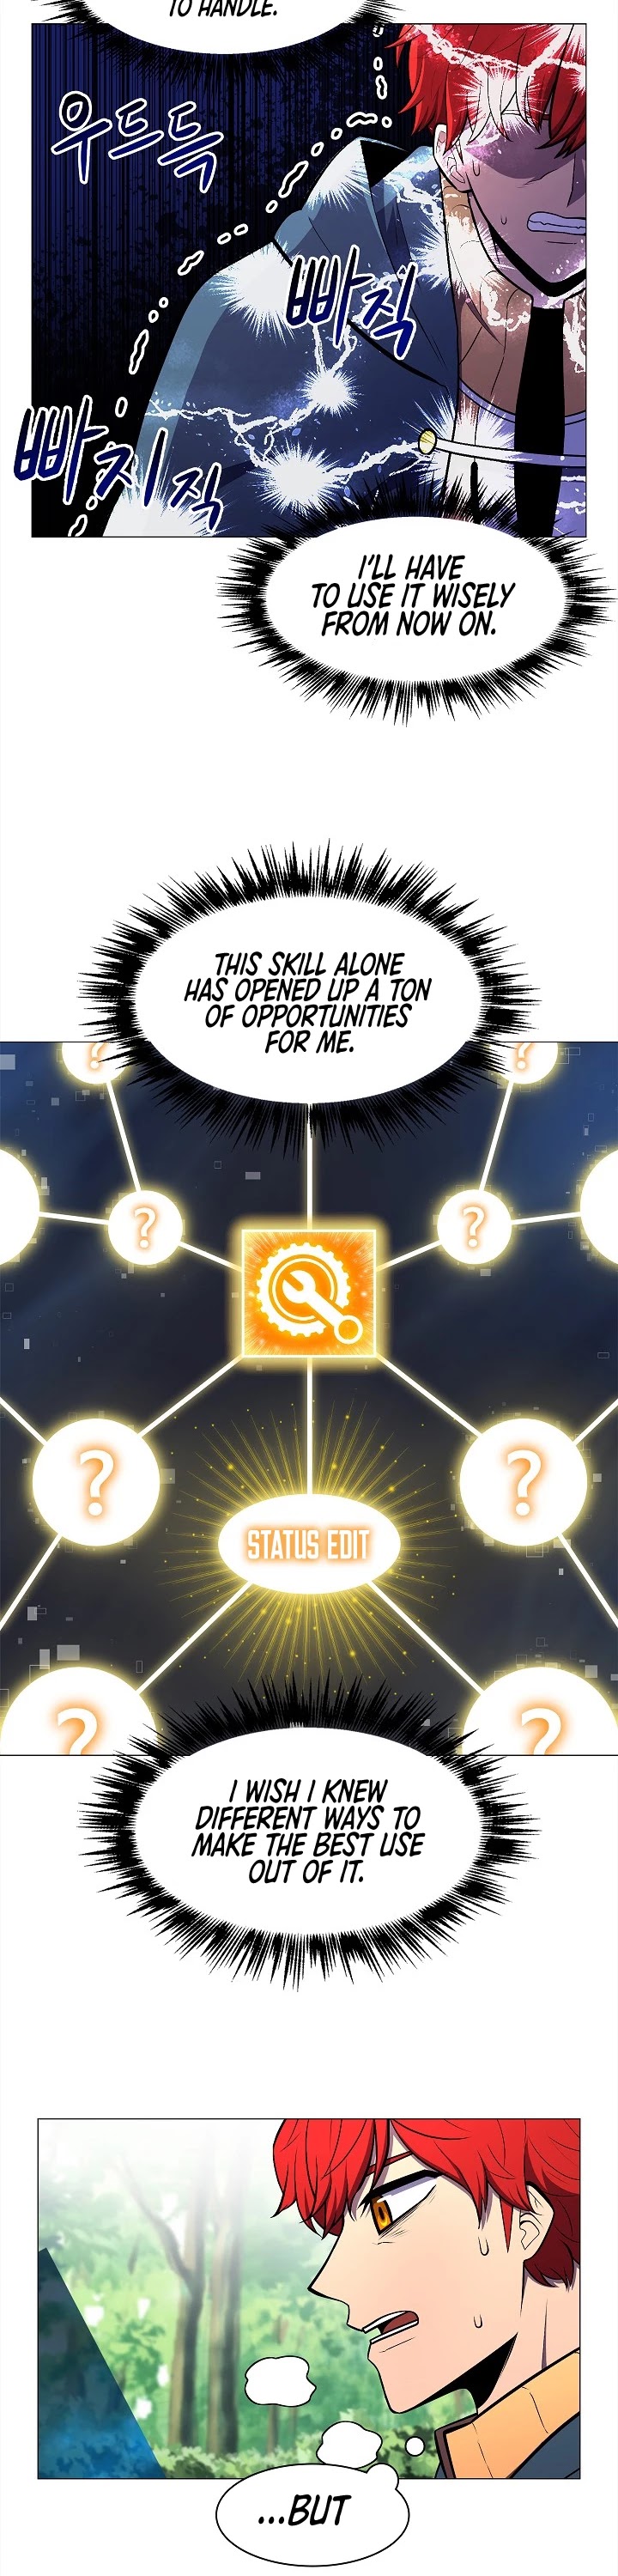 TO HANDLE.
우드득
빠직
빠지직
I'LL HAVE
TO USE IT WISELY
FROM NOW ON.
THIS SKILL ALONE
HAS OPENED UP A TON
OF OPPORTUNITIES
FOR ME.
? ?
? ?
? ?
STATUS EDIT
? ?
I WISH I KNEW
DIFFERENT WAYS TO
MAKE THE BEST USE
OUT OF IT.
...BUT